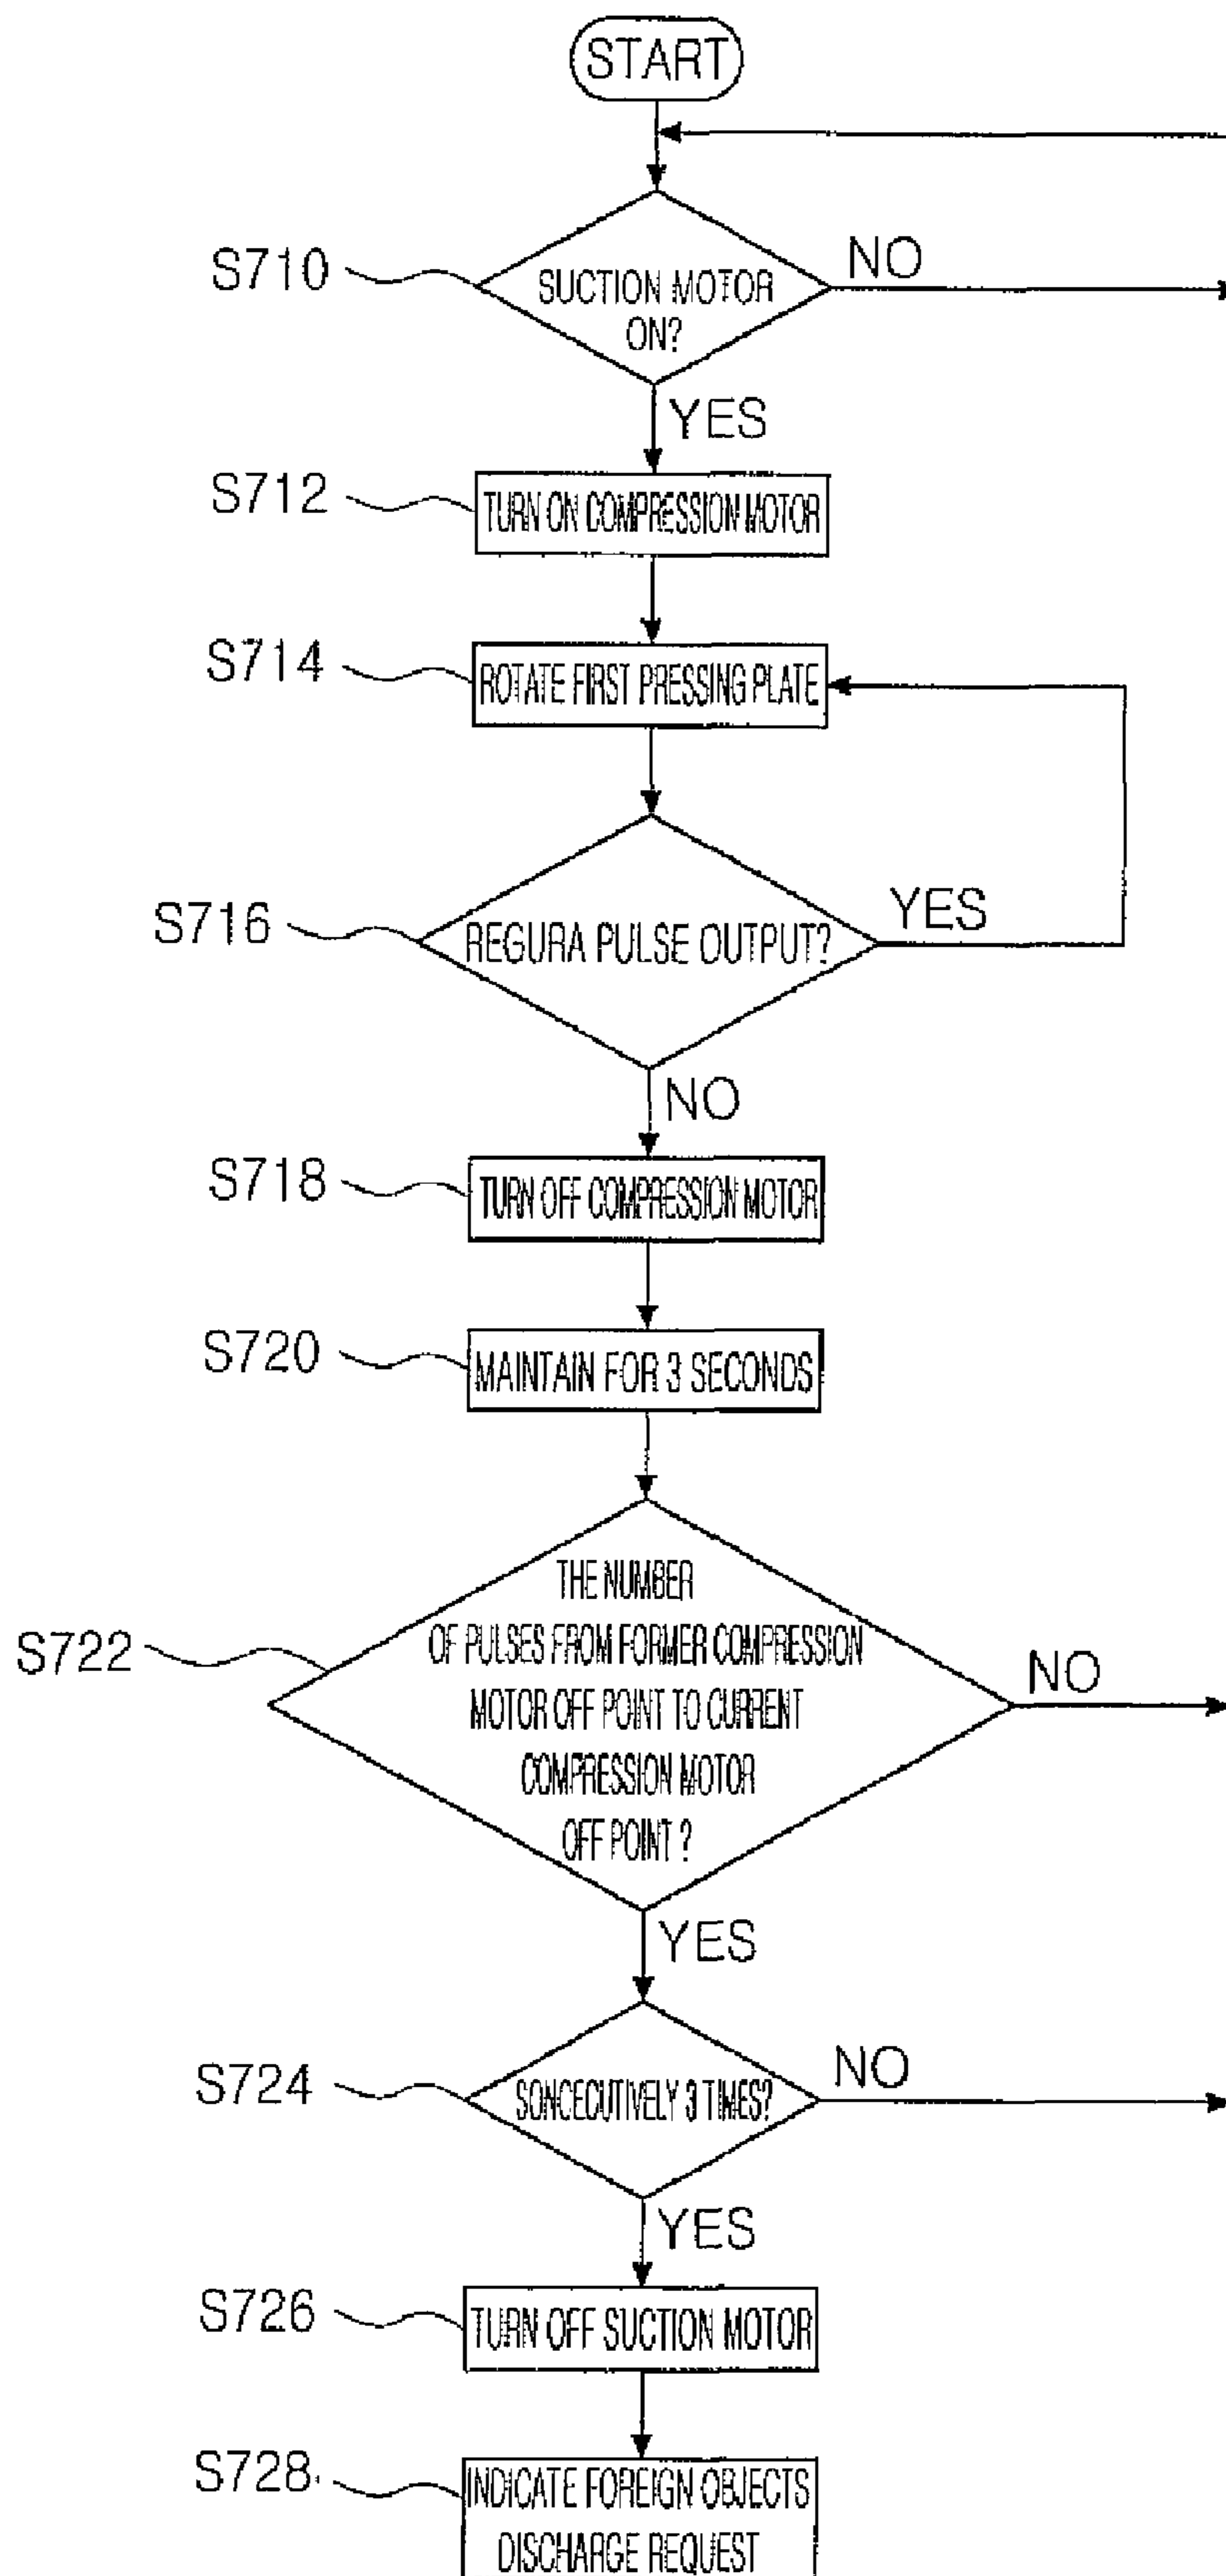 START
S710
SUCTION MOTOR
ON?
NO
YES
S712
TURN ON COMPRESSION MOTOR
S714
ROTATE FIRST PRESSING PLATE
S716
REGURA PULSE OUTPUT?
YES
NO
S718
TURN OFF COMPRESSION MOTOR
S720
MAINTAIN FOR 3 SECONDS
S722
THE NUMBER
OF PULSES FROM FORMER COMPRESSION
MOTOR OFF POINT TO CURRENT
COMPRESSION MOTOR
OFF POINT ?
NO
YES
S724
SONCECUTIVELY 3 TIMES?
NO
YES
S726
TURN OFF SUCTION MOTOR
S728
INDICATE FOREIGN OBJECTS
DISCHARGE REQUEST